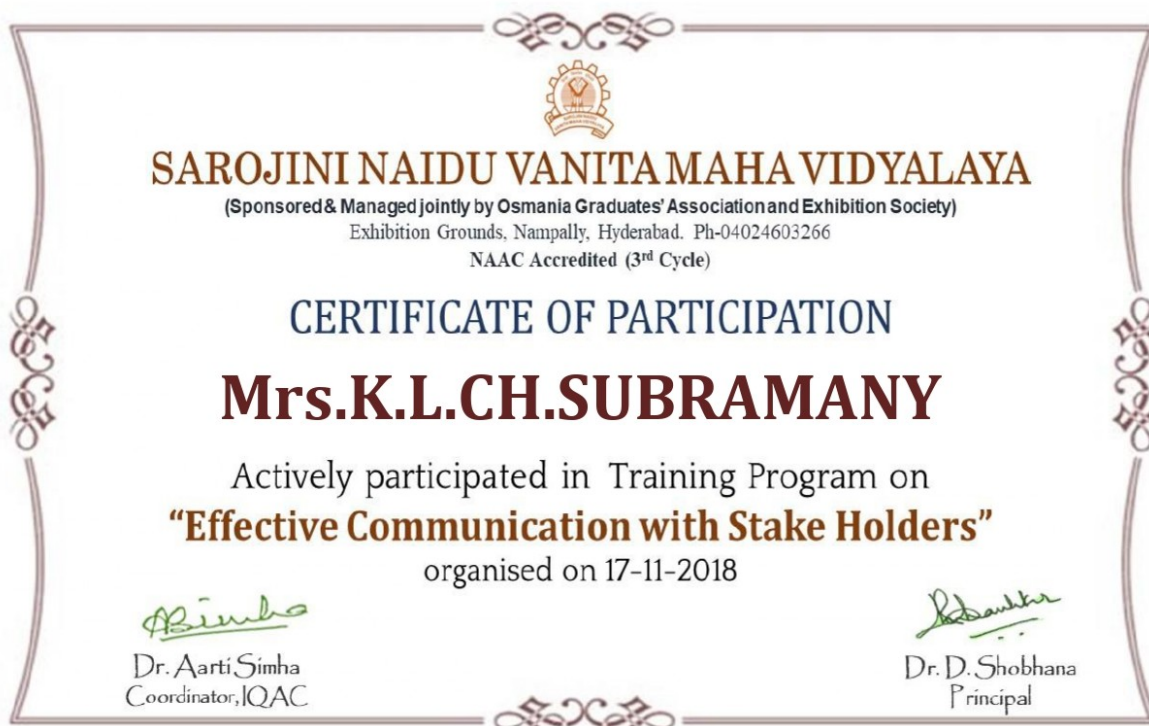 SAROJINI NAIDU VANITA MAHA VIDYALAYA
(Sponsored & Managed jointly by Osmania Graduates' Association and Exhibition Society)
Exhibition Grounds, Nampally, Hyderabad. Ph-04024603266
NAAC Accredited (3rd Cycle)
CERTIFICATE OF PARTICIPATION
Mrs.K.L.CH.SUBRAMANY
Actively participated in Training Program on
“Effective Communication with Stake Holders”
organised on 17-11-2018
Dr. Aarti Simha
Coordinator, IQAC
Dr. D. Shobhana
Principal